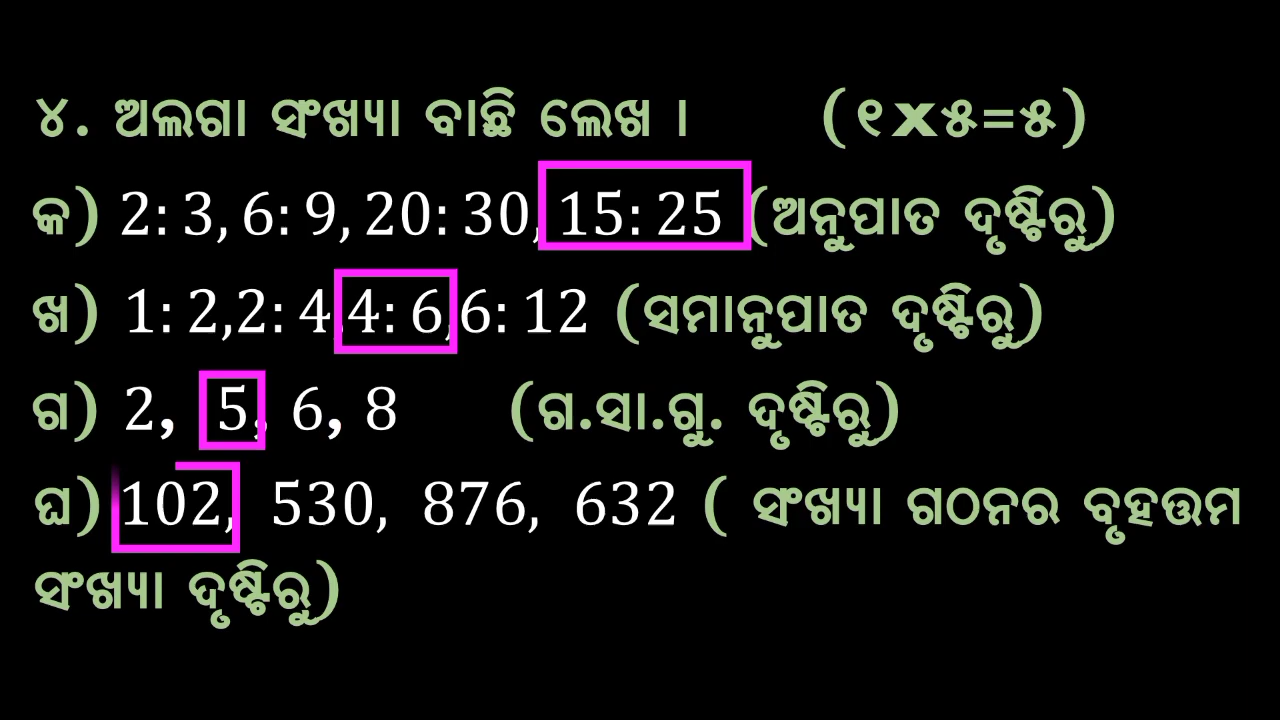 ୪. ଅଲଗା ସଂଖ୍ୟା ବାଛି ଲେଖ । (୧x୫=୫)
କ) 2: 3, 6: 9, 20: 30, 15: 25 (ଅନୁପାତ ଦୃଷ୍ଟିରୁ)
ଖ) 1: 2,2: 4,4: 6,6: 12 (ସମାନୁପାତ ଦୃଷ୍ଟିରୁ)
ଗ) 2, 5, 6, 8 (ଗ.ସା.ଗୁ. ଦୃଷ୍ଟିରୁ)
ଘ) 102, 530, 876, 632 ( ସଂଖ୍ୟା ଗଠନର ବୃହତ୍ତମ
ସଂଖ୍ୟା ଦୃଷ୍ଟିରୁ)